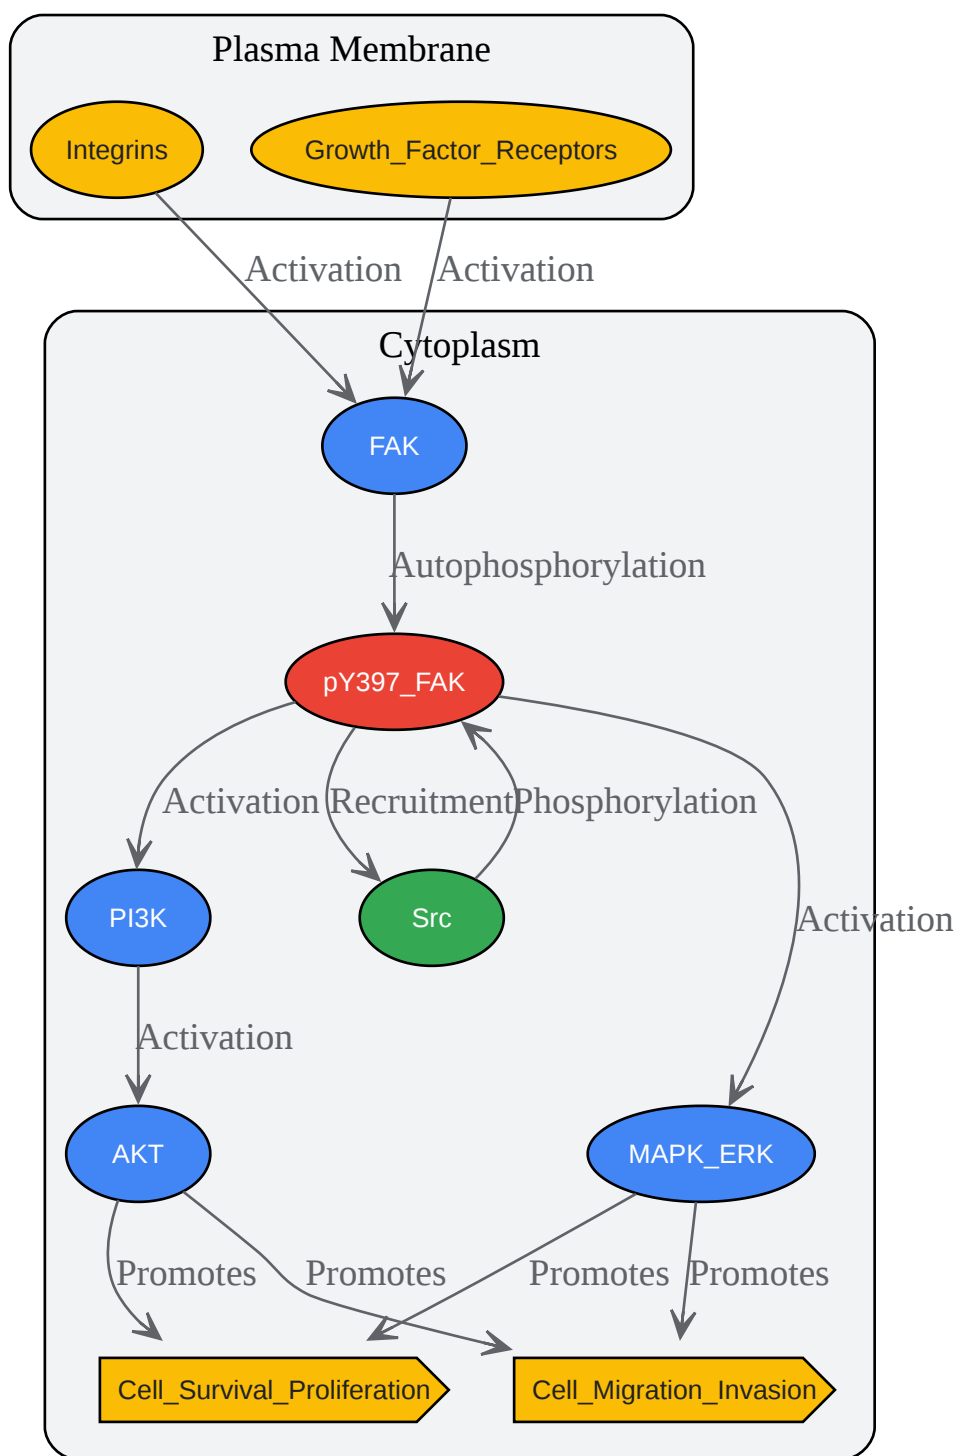 Plasma Membrane
Integrins
Growth_Factor_Receptors
Activation
Activation
Cytoplasm
FAK
Autophosphorylation
pY397_FAK
Activation
Recruitment
Phosphorylation
PI3K
Src
Activation
Activation
AKT
MAPK_ERK
Promotes
Promotes
Promotes
Promotes
Cell_Survival_Proliferation
Cell_Migration_Invasion